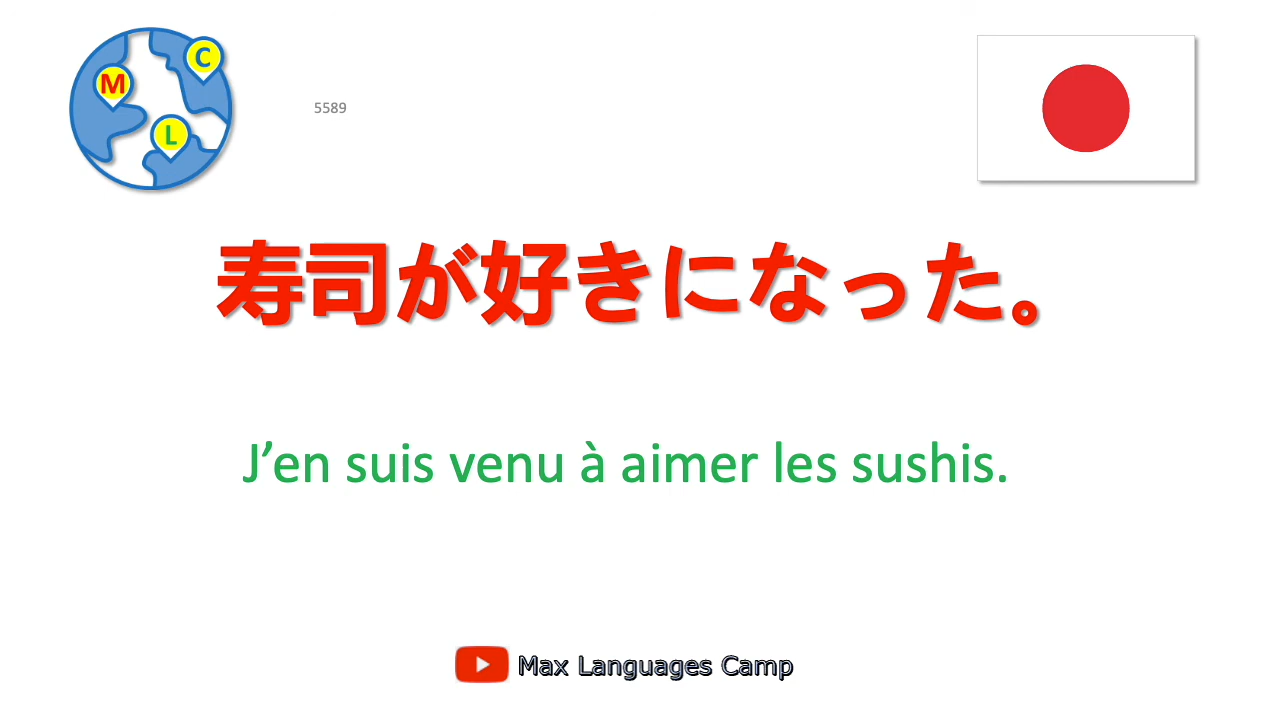 M
C
L
5589
寿司が好きになった。
J’en suis venu à aimer les sushis.
Max Languages Camp